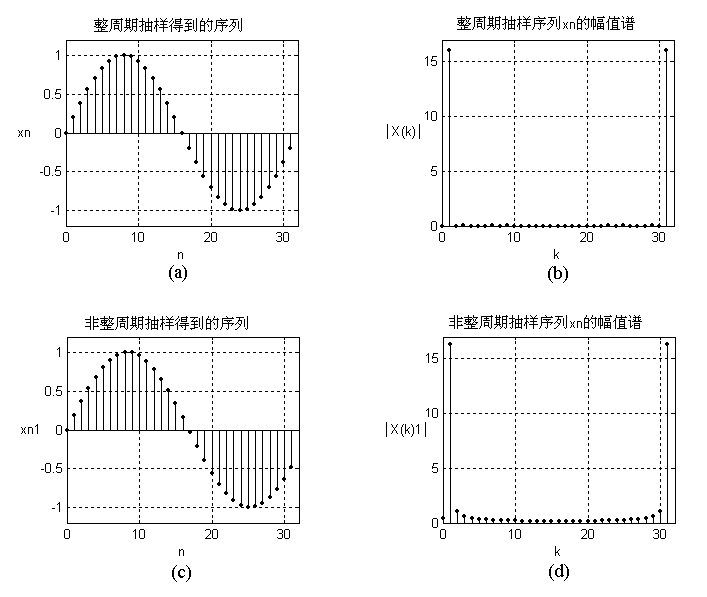 整周期抽样得到的序列
1
0.5
xn
0
-0.5
-1
0
10
20
30
n
(a)
整周期抽样序列xn的幅值谱
15
10
|X(k)|
5
0
0
10
20
30
k
(b)
非整周期抽样得到的序列
1
0.5
xn1
0
-0.5
-1
0
10
20
30
n
(c)
非整周期抽样序列xn的幅值谱
15
10
|X(k)1|
5
0
0
10
20
30
k
(d)